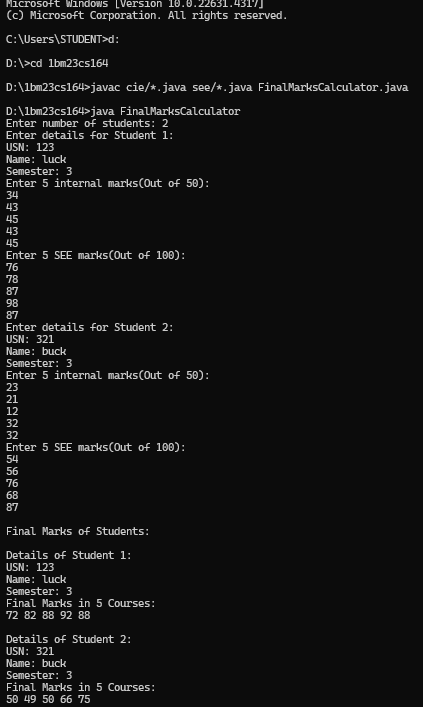 Microsoft Windows [Version 10.0.22631.4317]
(c) Microsoft Corporation. All rights reserved.
C:\Users\STUDENT>d:
D:\>cd 1bm23cs164
D:\1bm23cs164>javac cie/*.java see/*.java FinalMarksCalculator.java
D:\1bm23cs164>java FinalMarksCalculator
Enter number of students: 2
Enter details for Student 1:
USN: 123
Name: luck
Semester: 3
Enter 5 internal marks(Out of 50):
34
43
45
43
45
Enter 5 SEE marks(Out of 100):
76
78
87
98
87
Enter details for Student 2:
USN: 321
Name: buck
Semester: 3
Enter 5 internal marks(Out of 50):
23
21
12
32
32
Enter 5 SEE marks(Out of 100):
54
56
76
68
87
Final Marks of Students:
Details of Student 1:
USN: 123
Name: luck
Semester: 3
Final Marks in 5 Courses:
72 82 88 92 88
Details of Student 2:
USN: 321
Name: buck
Semester: 3
Final Marks in 5 Courses:
50 49 50 66 75